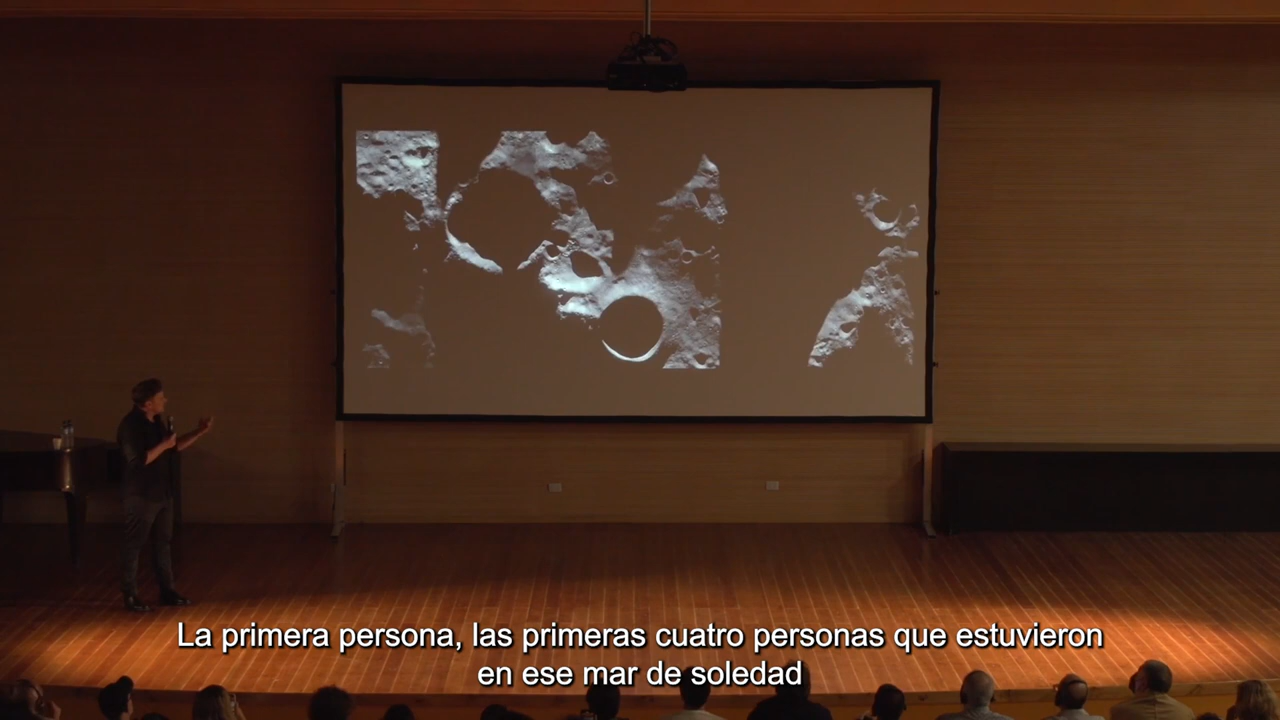 La primera persona, las primeras cuatro personas que estuvieron
en ese mar de soledad